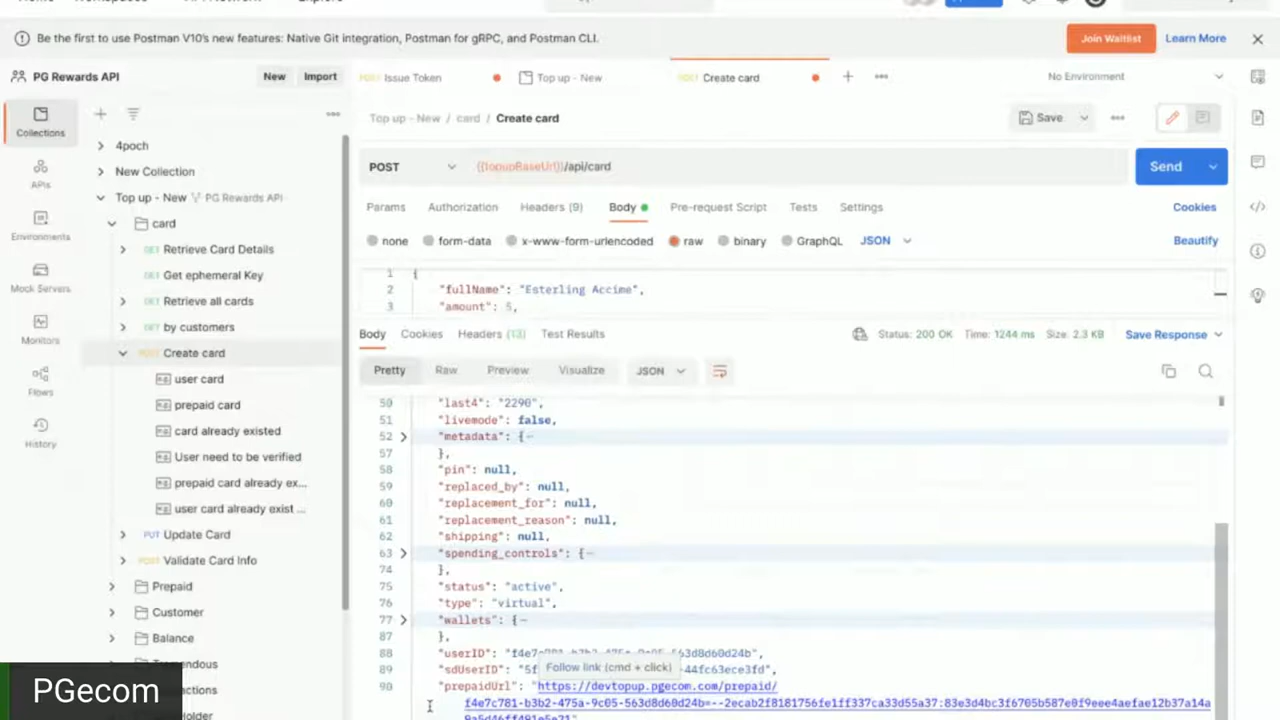 Be the first to use Postman V10's new features: Native Git integration, Postman for gRPC, and Postman CLI.
Join Waitlist
Learn More
PG Rewards API
New
Import
POST Issue Token
Top up - New
POST Create card
No Environment
Collections
APIs
Environments
Mock Servers
Monitors
Flows
History
4poch
New Collection
Top up - New PG Rewards API
card
GET Retrieve Card Details
GET Get ephemeral Key
GET Retrieve all cards
GET by customers
POST Create card
user card
prepaid card
card already existed
User need to be verified
prepaid card already ex...
user card already exist ...
PUT Update Card
POST Validate Card Info
Prepaid
Customer
Balance
Top up - New / card / Create card
Save
POST
{{topupBaseUrl}}/api/card
Send
Params
Authorization
Headers (9)
Body
Pre-request Script
Tests
Settings
Cookies
none
form-data
x-www-form-urlencoded
raw
binary
GraphQL
JSON
Beautify
1 {
2 "fullName": "Esterling Accime",
3 "amount": 5,
Body
Cookies
Headers (13)
Test Results
Status: 200 OK
Time: 1244 ms
Size: 2.3 KB
Save Response
Pretty
Raw
Preview
Visualize
JSON
50 "last4": "2290",
51 "livemode": false,
52 "metadata": {
57 },
58 "pin": null,
59 "replaced_by": null,
60 "replacement_for": null,
61 "replacement_reason": null,
62 "shipping": null,
63 "spending_controls": {
74 },
75 "status": "active",
76 "type": "virtual",
77 "wallets": {
87 },
88 "userID":
Follow link (cmd + click)
89 "sdUserID":
90 "prepaidUrl": "https://devtopup.pgecom.com/prepaid/
PGecom